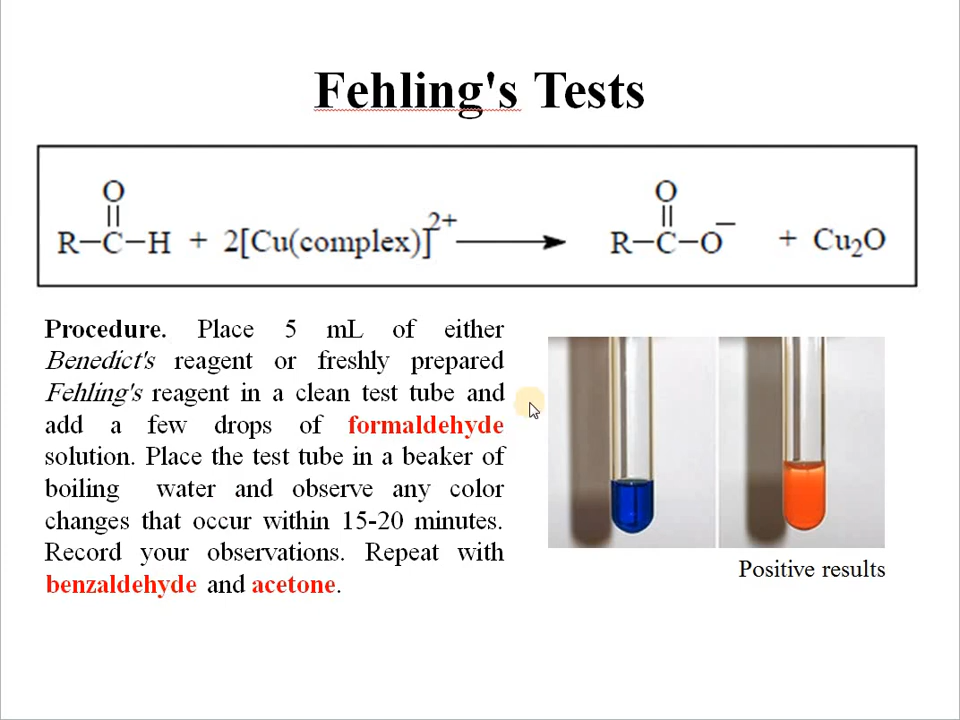 Fehling's Tests
O
R–C–H + 2[Cu(complex)]2+ R–C–O– + Cu2O
O
Procedure. Place 5 mL of either
Benedict's reagent or freshly prepared
Fehling's reagent in a clean test tube and
add a few drops of formaldehyde
solution. Place the test tube in a beaker of
boiling water and observe any color
changes that occur within 15-20 minutes.
Record your observations. Repeat with
benzaldehyde and acetone.
Positive results